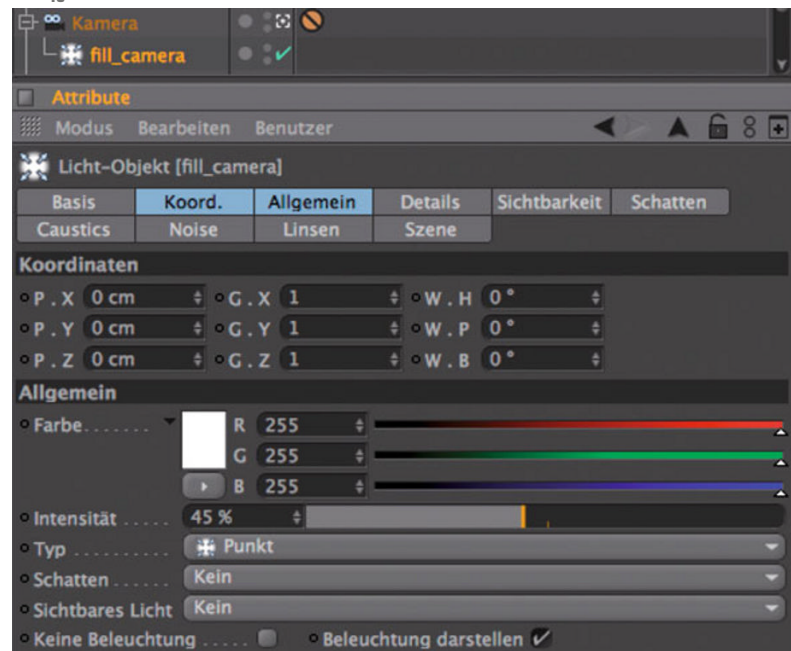 Kamera
fill_camera
Attribute
Modus Bearbeiten Benutzer
Licht-Objekt [fill_camera]
Basis Koord. Allgemein Details Sichtbarkeit Schatten
Caustics Noise Linsen Szene
Koordinaten
P . X 0 cm G . X 1 W . H 0 °
P . Y 0 cm G . Y 1 W . P 0 °
P . Z 0 cm G . Z 1 W . B 0 °
Allgemein
Farbe....... R 255
G 255
B 255
Intensität ..... 45 %
Typ .......... Punkt
Schatten ...... Kein
Sichtbares Licht Kein
Keine Beleuchtung ..... Beleuchtung darstellen